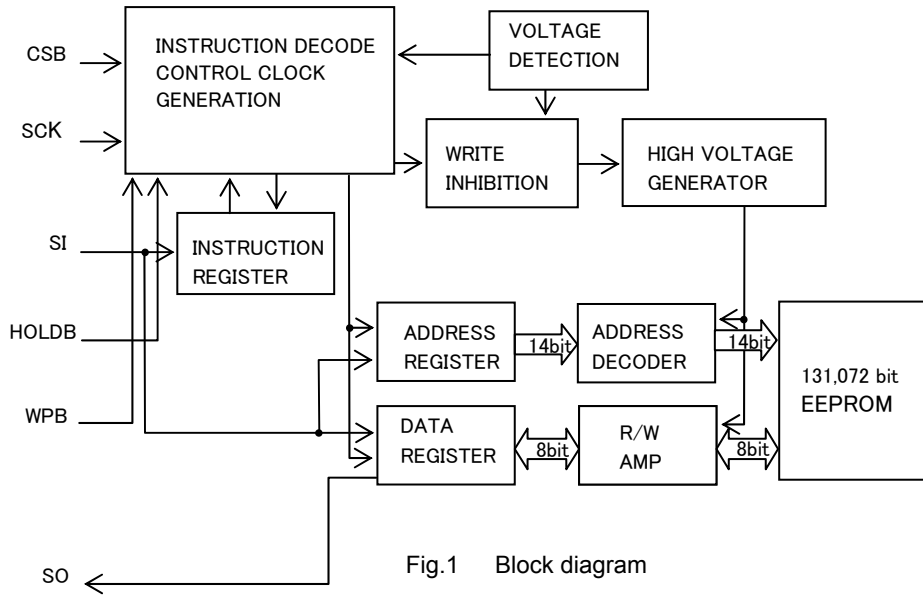 CSB
SCK
SI
HOLDB
WPB
SO
INSTRUCTION DECODE
CONTROL CLOCK
GENERATION
VOLTAGE
DETECTION
WRITE
INHIBITION
HIGH VOLTAGE
GENERATOR
INSTRUCTION
REGISTER
ADDRESS
REGISTER
14bit
ADDRESS
DECODER
14bit
131,072 bit
EEPROM
DATA
REGISTER
8bit
R/W
AMP
8bit
Fig.1 Block diagram